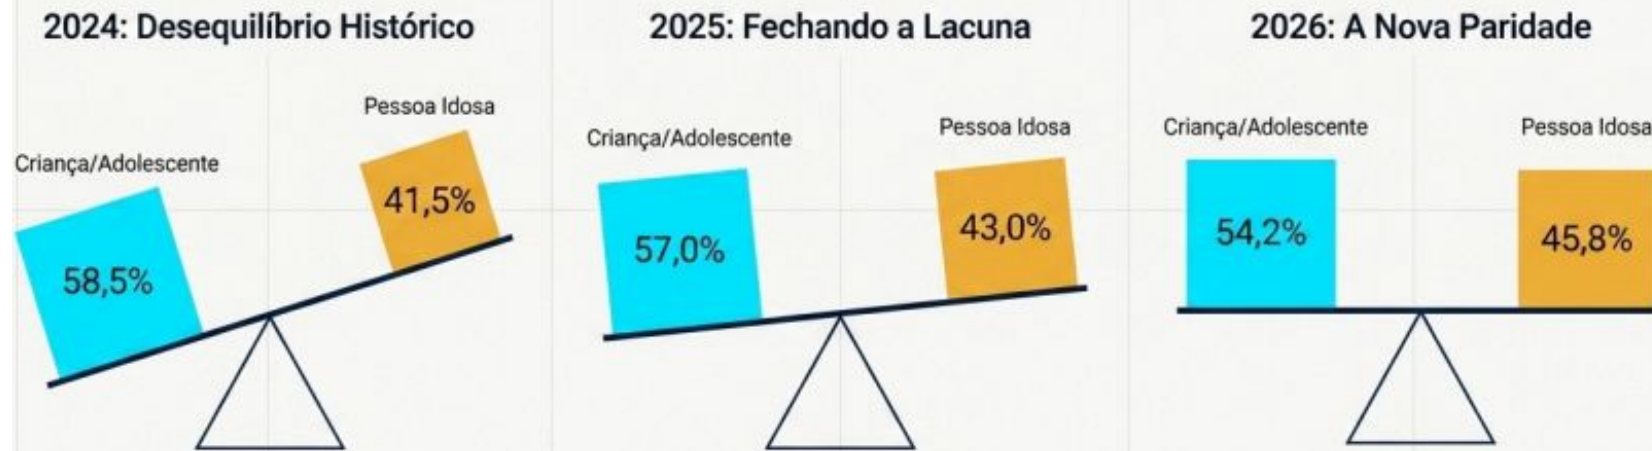 2024: Desequilíbrio Histórico
Pessoa Idosa
Criança/Adolescente
41,5%
58,5%
2025: Fechando a Lacuna
Criança/Adolescente
Pessoa Idosa
57,0%
43,0%
2026: A Nova Paridade
Criança/Adolescente
Pessoa Idosa
54,2%
45,8%